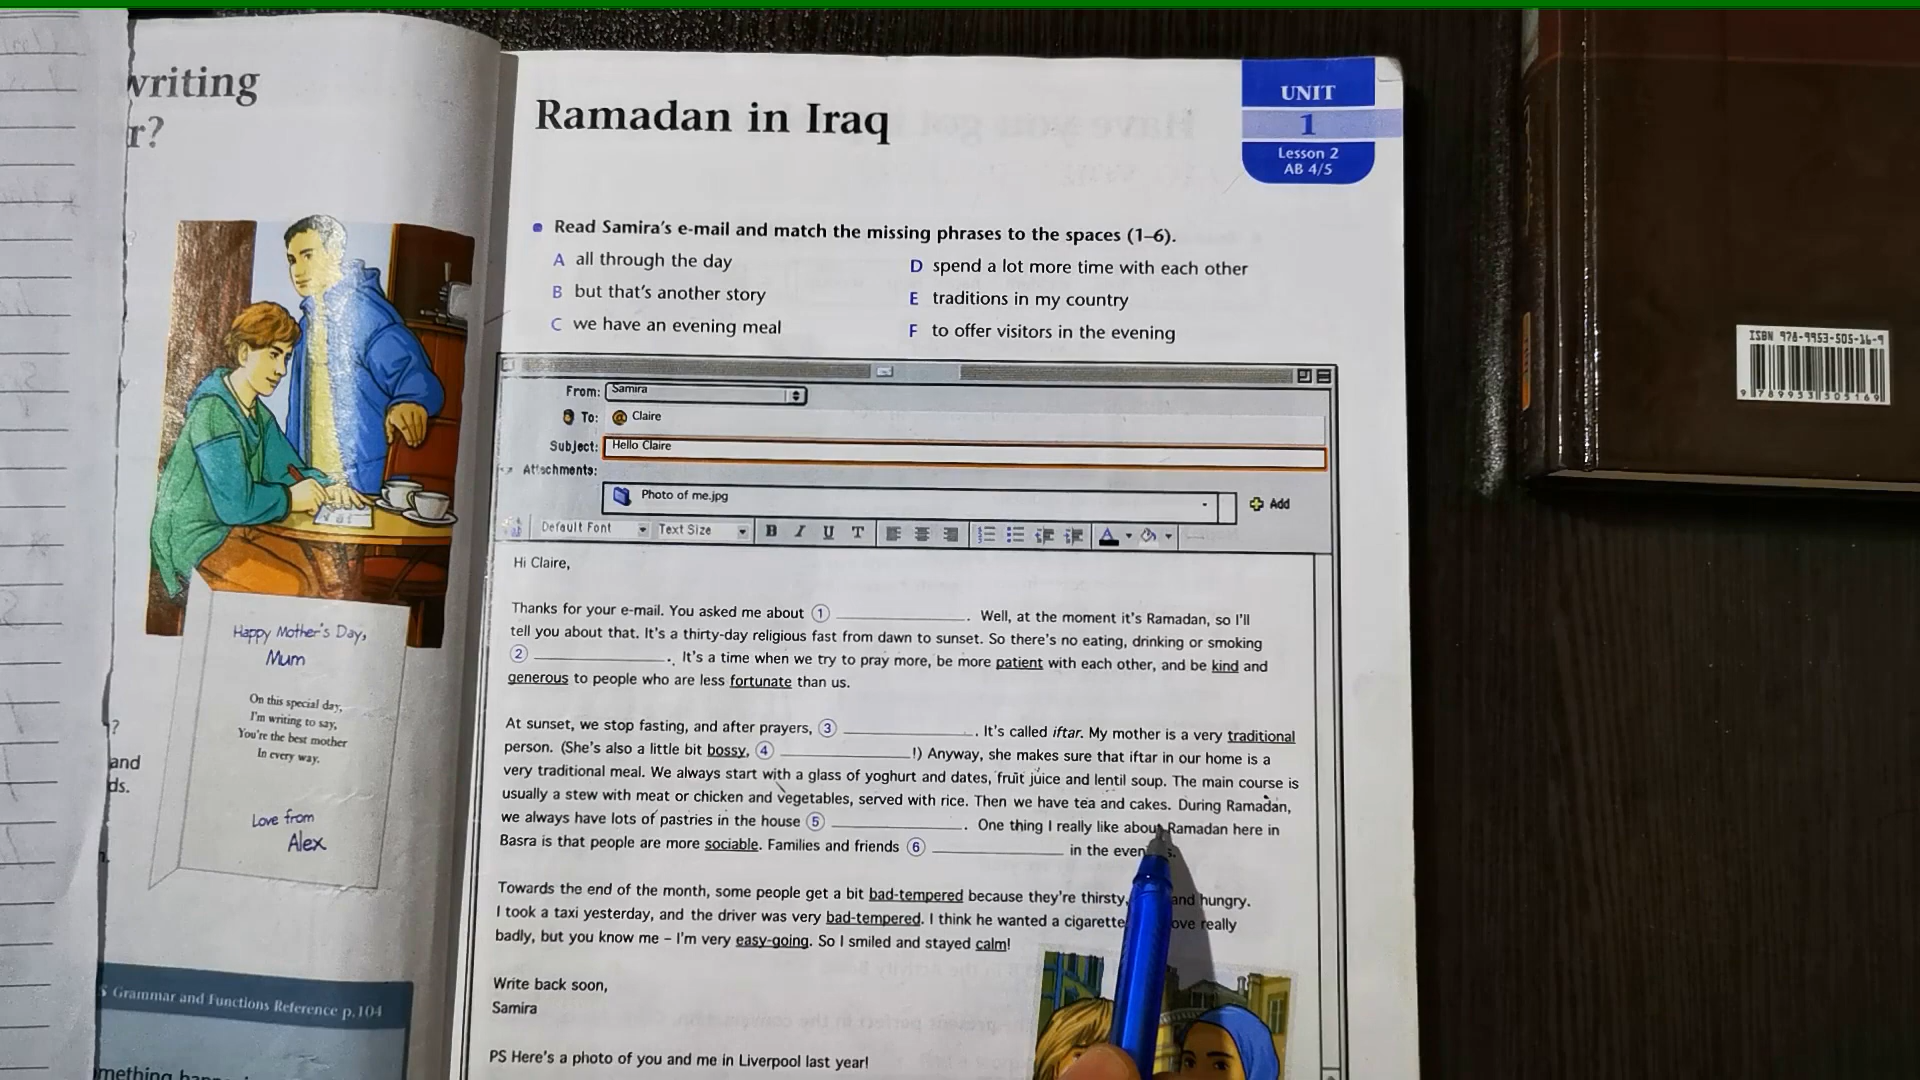 writing
r?
Happy Mother's Day,
Mum
On this special day,
I'm writing to say,
You're the best mother
In every way.
Love from
Alex
?
and
ds.
Grammar and Functions Reference p.104
Ramadan in Iraq
UNIT
1
Lesson 2
AB 4/5
Read Samira's e-mail and match the missing phrases to the spaces (1–6).
A all through the day
B but that's another story
C we have an evening meal
D spend a lot more time with each other
E traditions in my country
F to offer visitors in the evening
From: Samira
To: Claire
Subject: Hello Claire
Attachments:
Photo of me.jpg
Add
Default Font Text Size B I U T A
Hi Claire,
Thanks for your e-mail. You asked me about 1 ____________. Well, at the moment it's Ramadan, so I'll
tell you about that. It's a thirty-day religious fast from dawn to sunset. So there's no eating, drinking or smoking
2 ____________. It's a time when we try to pray more, be more patient with each other, and be kind and
generous to people who are less fortunate than us.
At sunset, we stop fasting, and after prayers, 3 ____________. It's called iftar. My mother is a very traditional
person. (She's also a little bit bossy, 4 ____________!) Anyway, she makes sure that iftar in our home is a
very traditional meal. We always start with a glass of yoghurt and dates, fruit juice and lentil soup. The main course is
usually a stew with meat or chicken and vegetables, served with rice. Then we have tea and cakes. During Ramadan,
we always have lots of pastries in the house 5 ____________. One thing I really like about Ramadan here in
Basra is that people are more sociable. Families and friends 6 ____________ in the even s.
Towards the end of the month, some people get a bit bad-tempered because they're thirsty, and hungry.
I took a taxi yesterday, and the driver was very bad-tempered. I think he wanted a cigarette really
badly, but you know me – I'm very easy-going. So I smiled and stayed calm!
Write back soon,
Samira
PS Here's a photo of you and me in Liverpool last year!
ISBN 978-9953-505-16-9
9 789953 505169